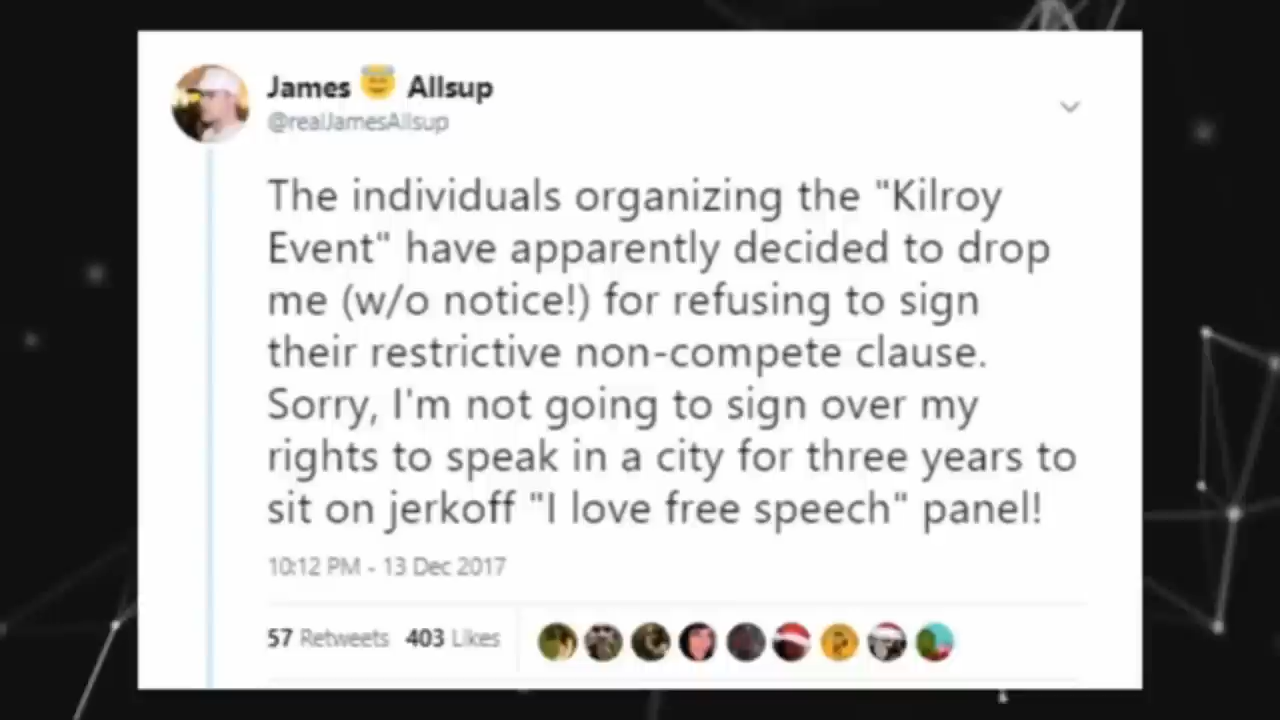 James 😇 Allsup
@realJamesAllsup
The individuals organizing the "Kilroy
Event" have apparently decided to drop
me (w/o notice!) for refusing to sign
their restrictive non-compete clause.
Sorry, I'm not going to sign over my
rights to speak in a city for three years to
sit on jerkoff "I love free speech" panel!
10:12 PM - 13 Dec 2017
57 Retweets 403 Likes